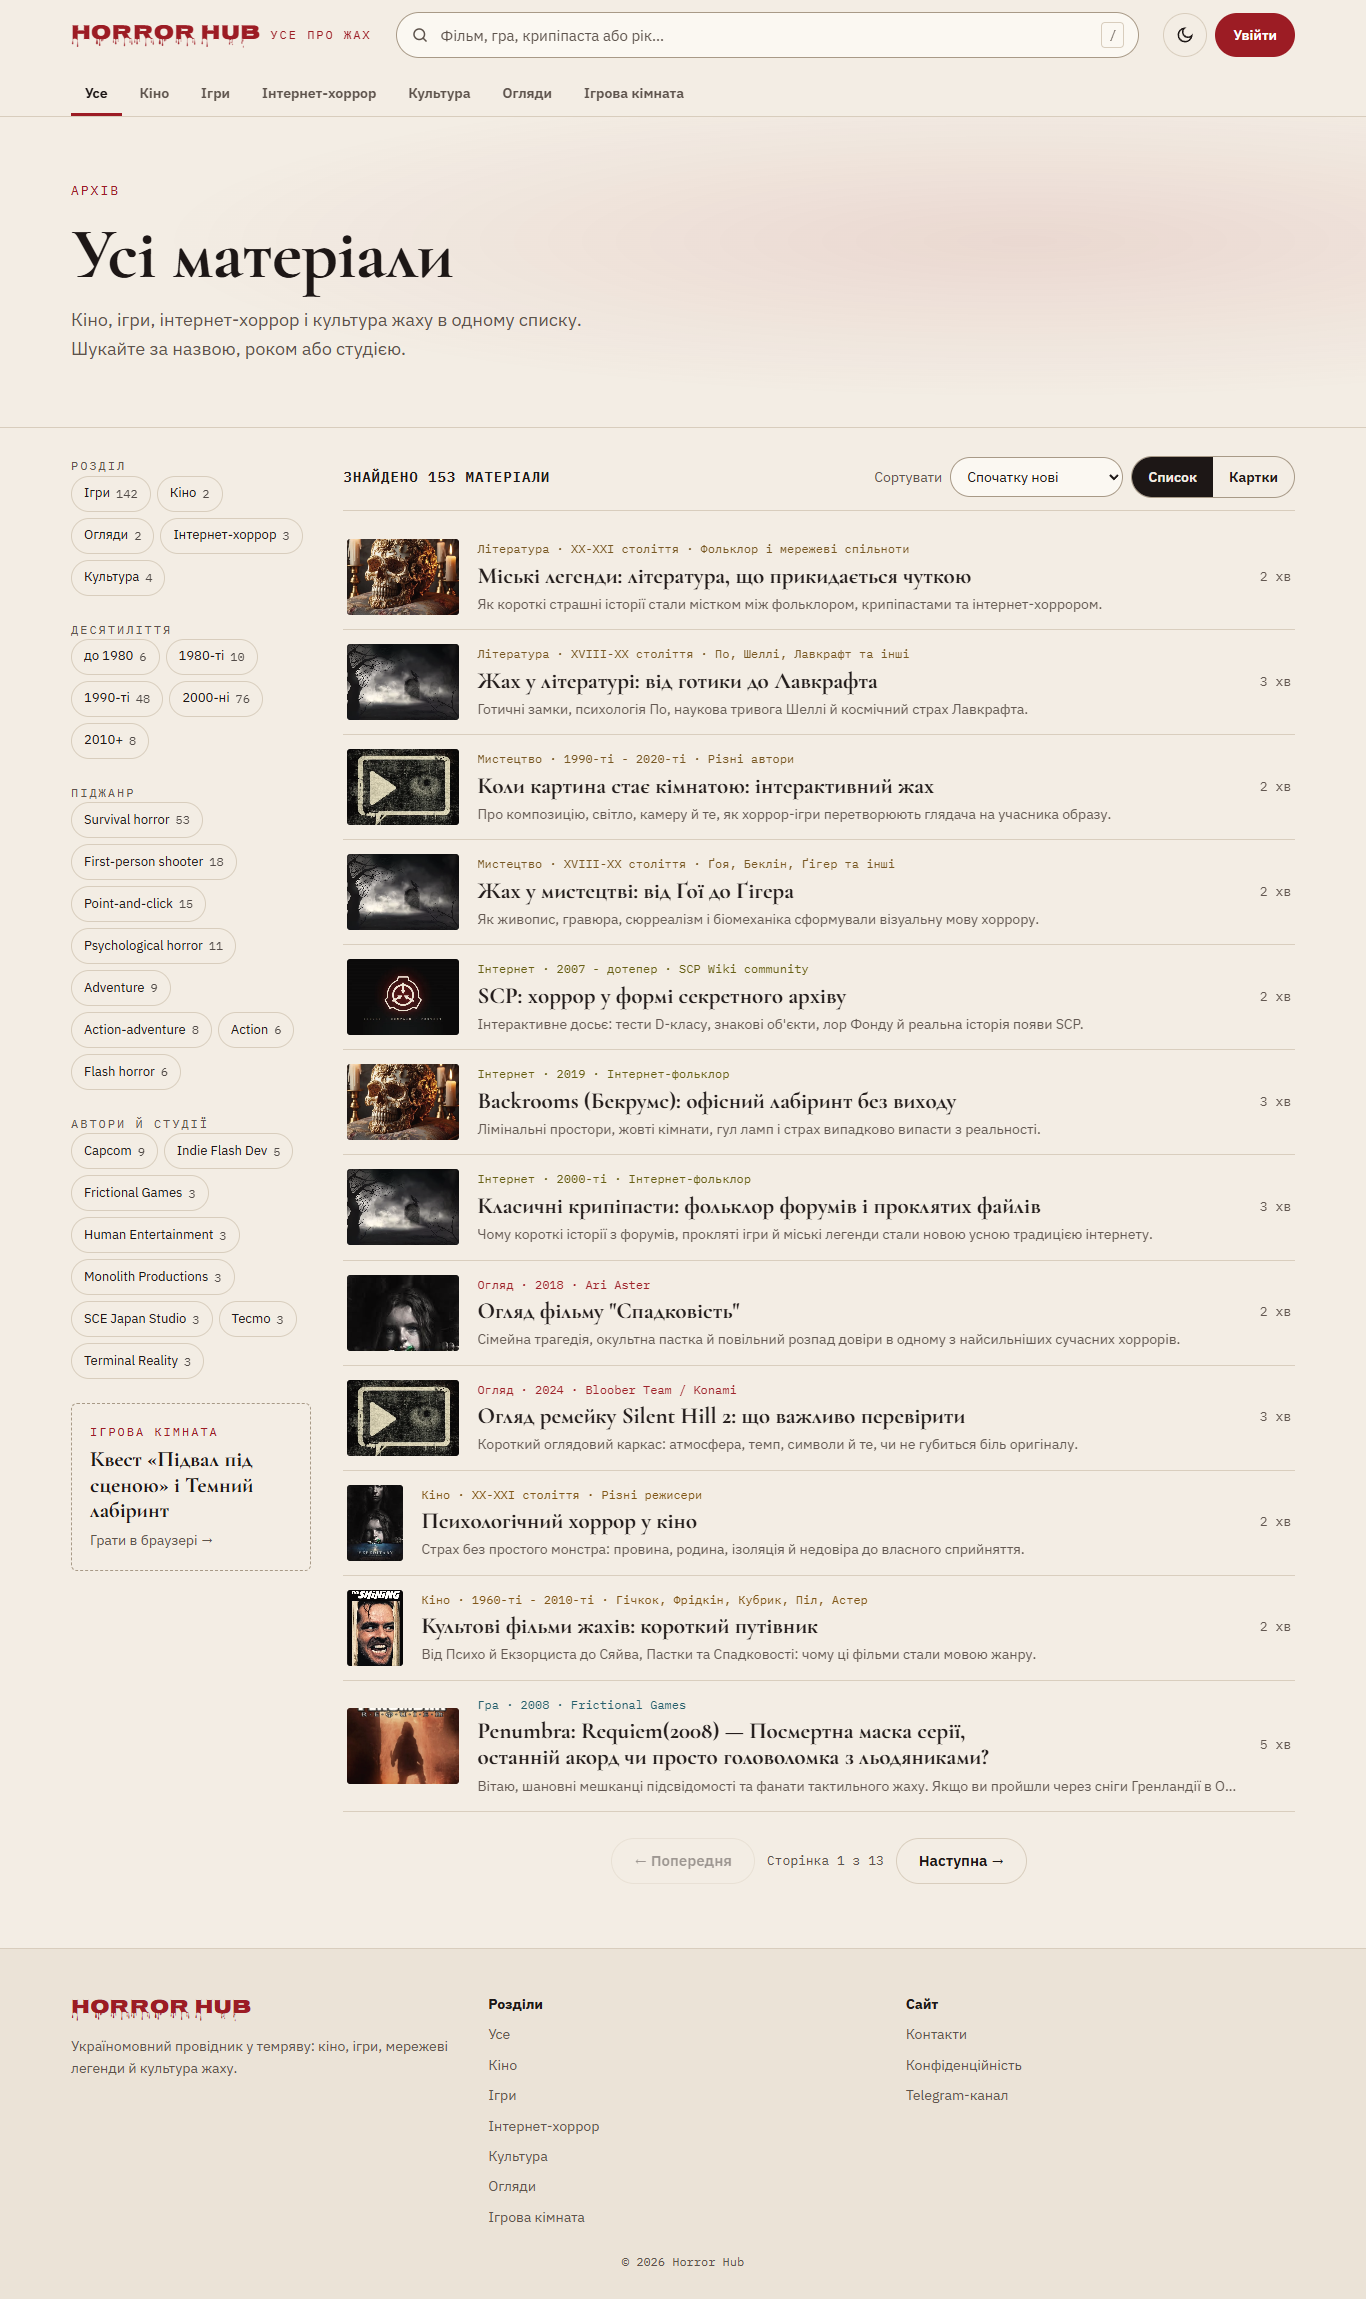 HORROR HUB УСЕ ПРО ЖАХ
Фільм, гра, крипіпаста або рік...
/
Увійти
Усе
Кіно
Ігри
Інтернет-хоррор
Культура
Огляди
Ігрова кімната
АРХІВ
Усі матеріали
Кіно, ігри, інтернет-хоррор і культура жаху в одному списку.
Шукайте за назвою, роком або студією.
РОЗДІЛ
Ігри 142
Кіно 2
Огляди 2
Інтернет-хоррор 3
Культура 4
ДЕСЯТИЛІТТЯ
до 1980 6
1980-ті 10
1990-ті 48
2000-ні 76
2010+ 8
ПІДЖАНР
Survival horror 53
First-person shooter 18
Point-and-click 15
Psychological horror 11
Adventure 9
Action-adventure 8
Action 6
Flash horror 6
АВТОРИ Й СТУДІЇ
Capcom 9
Indie Flash Dev 5
Frictional Games 3
Human Entertainment 3
Monolith Productions 3
SCE Japan Studio 3
Tecmo 3
Terminal Reality 3
ІГРОВА КІМНАТА
Квест «Підвал під
сценою» і Темний
лабіринт
Грати в браузері →
ЗНАЙДЕНО 153 МАТЕРІАЛИ
Сортувати
Спочатку нові
Список
Картки
Література · XX-XXI століття · Фольклор і мережеві спільноти
Міські легенди: література, що прикидається чуткою
Як короткі страшні історії стали містком між фольклором, крипіпастами та інтернет-хоррором.
2 хв
Література · XVIII-XX століття · По, Шеллі, Лавкрафт та інші
Жах у літературі: від готики до Лавкрафта
Готичні замки, психологія По, наукова тривога Шеллі й космічний страх Лавкрафта.
3 хв
Мистецтво · 1990-ті - 2020-ті · Різні автори
Коли картина стає кімнатою: інтерактивний жах
Про композицію, світло, камеру й те, як хоррор-ігри перетворюють глядача на учасника образу.
2 хв
Мистецтво · XVIII-XX століття · Ґоя, Беклін, Ґігер та інші
Жах у мистецтві: від Ґої до Ґігера
Як живопис, гравюра, сюрреалізм і біомеханіка сформували візуальну мову хоррору.
2 хв
Інтернет · 2007 - дотепер · SCP Wiki community
SCP: хоррор у формі секретного архіву
Інтерактивне досьє: тести D-класу, знакові об'єкти, лор Фонду й реальна історія появи SCP.
2 хв
Інтернет · 2019 · Інтернет-фольклор
Backrooms (Бекрумс): офісний лабіринт без виходу
Лімінальні простори, жовті кімнати, гул ламп і страх випадково випасти з реальності.
3 хв
Інтернет · 2000-ті · Інтернет-фольклор
Класичні крипіпасти: фольклор форумів і проклятих файлів
Чому короткі історії з форумів, прокляті ігри й міські легенди стали новою усною традицією інтернету.
3 хв
Огляд · 2018 · Ari Aster
Огляд фільму "Спадковість"
Сімейна трагедія, окультна пастка й повільний розпад довіри в одному з найсильніших сучасних хоррорів.
2 хв
Огляд · 2024 · Bloober Team / Konami
Огляд ремейку Silent Hill 2: що важливо перевірити
Короткий оглядовий каркас: атмосфера, темп, символи й те, чи не губиться біль оригіналу.
3 хв
Кіно · XX-XXI століття · Різні режисери
Психологічний хоррор у кіно
Страх без простого монстра: провина, родина, ізоляція й недовіра до власного сприйняття.
2 хв
SHINING
Кіно · 1960-ті - 2010-ті · Гічкок, Фрідкін, Кубрик, Піл, Астер
Культові фільми жахів: короткий путівник
Від Психо й Екзорциста до Сяйва, Пастки та Спадковості: чому ці фільми стали мовою жанру.
2 хв
Гра · 2008 · Frictional Games
Penumbra: Requiem(2008) — Посмертна маска серії,
останній акорд чи просто головоломка з льодяниками?
Вітаю, шановні мешканці підсвідомості та фанати тактильного жаху. Якщо ви пройшли через сніги Гренландії в О...
5 хв
← Попередня
Сторінка 1 з 13
Наступна →
HORROR HUB
Україномовний провідник у темряву: кіно, ігри, мережеві
легенди й культура жаху.
Розділи
Усе
Кіно
Ігри
Інтернет-хоррор
Культура
Огляди
Ігрова кімната
Сайт
Контакти
Конфіденційність
Telegram-канал
© 2026 Horror Hub